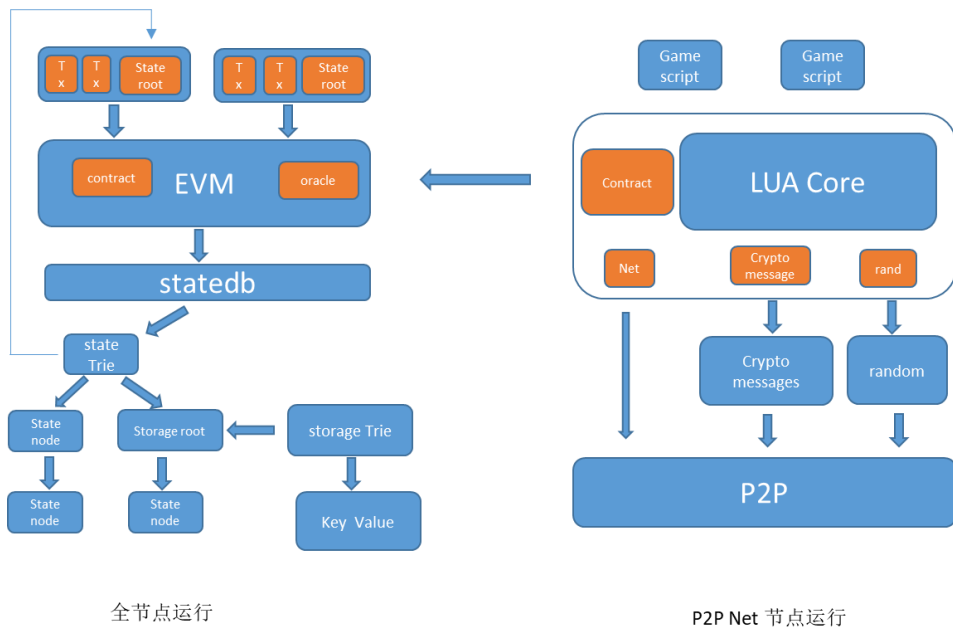 T
x
T
x
State
root
T
x
T
x
State
root
contract
EVM
oracle
statedb
state
Trie
State
node
Storage root
storage Trie
State
node
State
node
Key Value
全节点运行
Game
script
Game
script
Contract
LUA Core
Net
Crypto
message
rand
Crypto
messages
random
P2P
P2P Net 节点运行